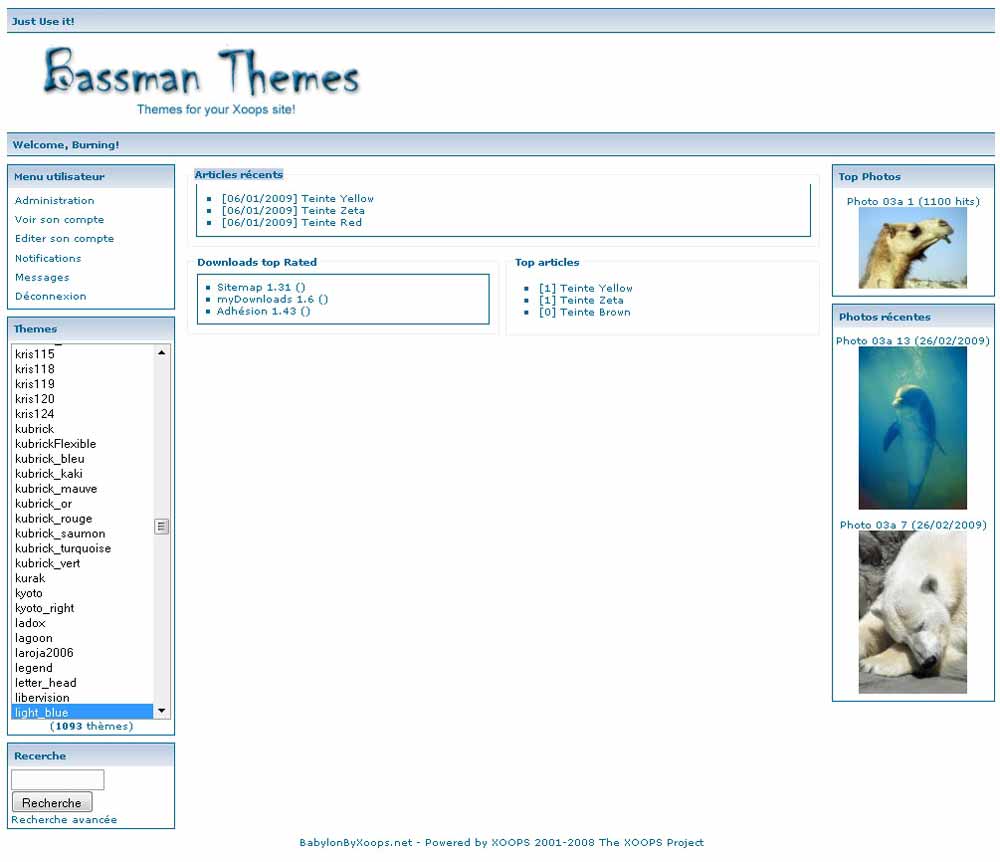 Just Use it!
Bassman Themes
Themes for your Xoops site!
Welcome, Burning!
Menu utilisateur
Administration
Voir son compte
Editer son compte
Notifications
Messages
Déconnexion
Themes
kris115
kris118
kris119
kris120
kris124
kubrick
kubrickFlexible
kubrick_bleu
kubrick_kaki
kubrick_mauve
kubrick_or
kubrick_rouge
kubrick_saumon
kubrick_turquoise
kubrick_vert
kurak
kyoto
kyoto_right
ladox
lagoon
laroja2006
legend
letter_head
libervision
light_blue
(1093 thèmes)
Recerche
Recherche
Recherche avancée
Articles récents
[06/01/2009] Teinte Yellow
[06/01/2009] Teinte Zeta
[06/01/2009] Teinte Red
Downloads top Rated
Sitemap 1.31 ()
myDownloads 1.6 ()
Adhésion 1.43 ()
Top articles
[1] Teinte Yellow
[1] Teinte Zeta
[0] Teinte Brown
Top Photos
Photo 03a 1 (1100 hits)
Photos récentes
Photo 03a 13 (26/02/2009)
Photo 03a 7 (26/02/2009)
BabylonByXoops.net - Powered by XOOPS 2001-2008 The XOOPS Project